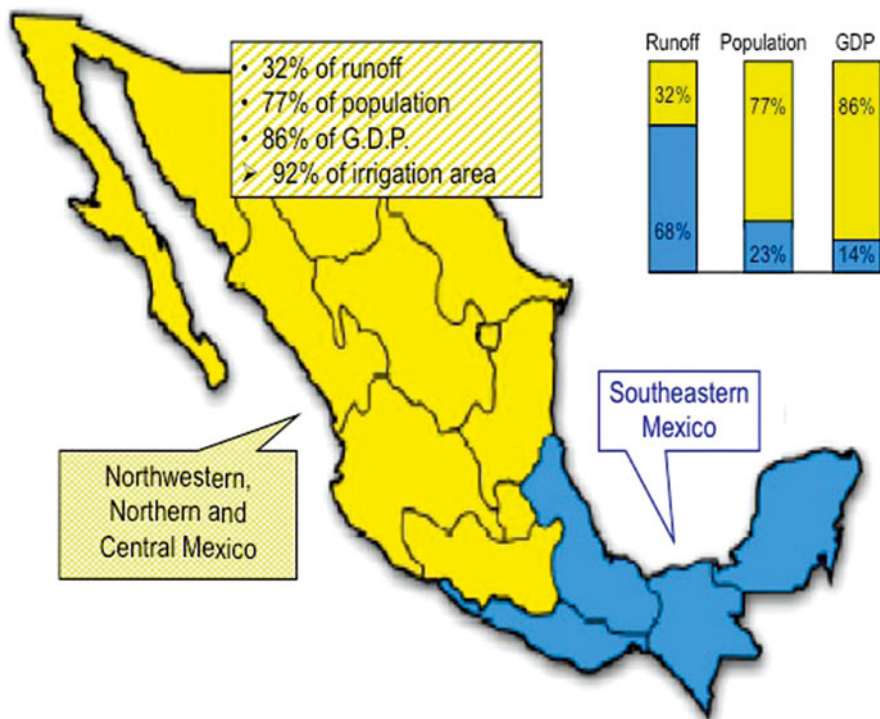 • 32% of runoff
• 77% of population
• 86% of G.D.P.
➢ 92% of irrigation area
Runoff Population GDP
32% 77% 86%
68% 23% 14%
Southeastern
Mexico
Northwestern,
Northern and
Central Mexico